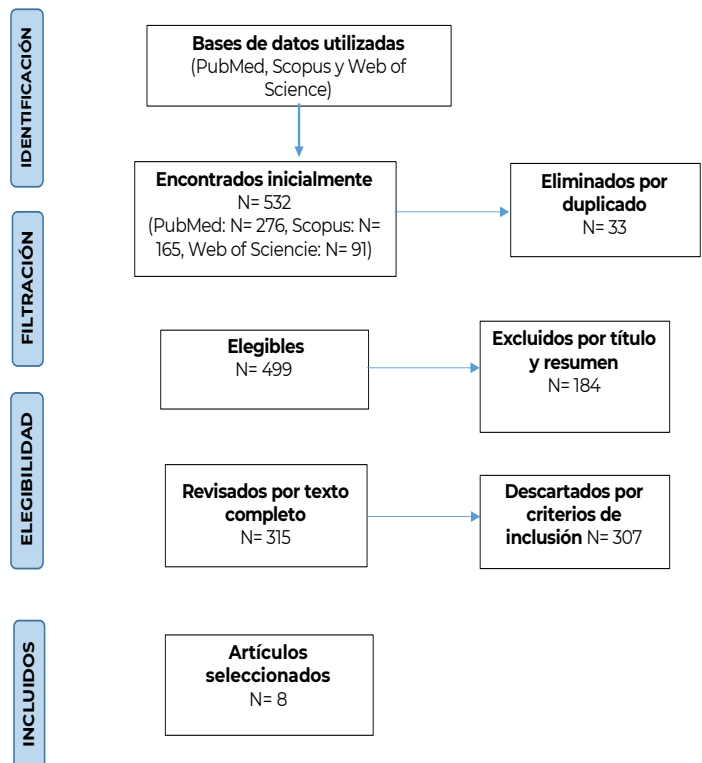 IDENTIFICACIÓN
Bases de datos utilizadas
(PubMed, Scopus y Web of
Science)
Encontrados inicialmente
N= 532
(PubMed: N= 276, Scopus: N=
165, Web of Sciencie: N= 91)
Eliminados por
duplicado
N= 33
FILTRACIÓN
Elegibles
N= 499
Excluidos por título
y resumen
N= 184
ELEGIBILIDAD
Revisados por texto
completo
N= 315
Descartados por
criterios de
inclusión N= 307
INCLUIDOS
Artículos
seleccionados
N= 8